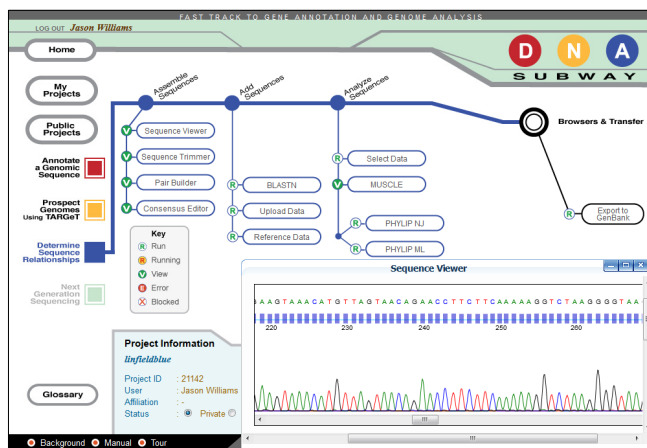 FAST TRACK TO GENE ANNOTATION AND GENOME ANALYSIS
LOG OUT Jason Williams
Home
D N A
SUBWAY
My
Projects
Public
Projects
Annotate
a Genomic
Sequence
Prospect
Genomes
Using TARGeT
Determine
Sequence
Relationships
Next
Generation
Sequencing
Glossary
Assemble
Sequences
V Sequence Viewer
V Sequence Trimmer
V Pair Builder
V Consensus Editor
Add
Sequences
R BLASTN
R Upload Data
R Reference Data
Analyze
Sequences
R Select Data
V MUSCLE
R PHYLIP NJ
R PHYLIP ML
Browsers & Transfer
R Export to
GenBank
Key
R Run
R Running
V View
E Error
X Blocked
Project Information
linfieldblue
Project ID : 21142
User : Jason Williams
Affiliation : -
Status : Private
Sequence Viewer
AAGTAAACATGTTAGTAACAGAACCTTCTTCAAAAAGGTCTAAGGGGTAA
220 230 240 250 260
Background Manual Tour